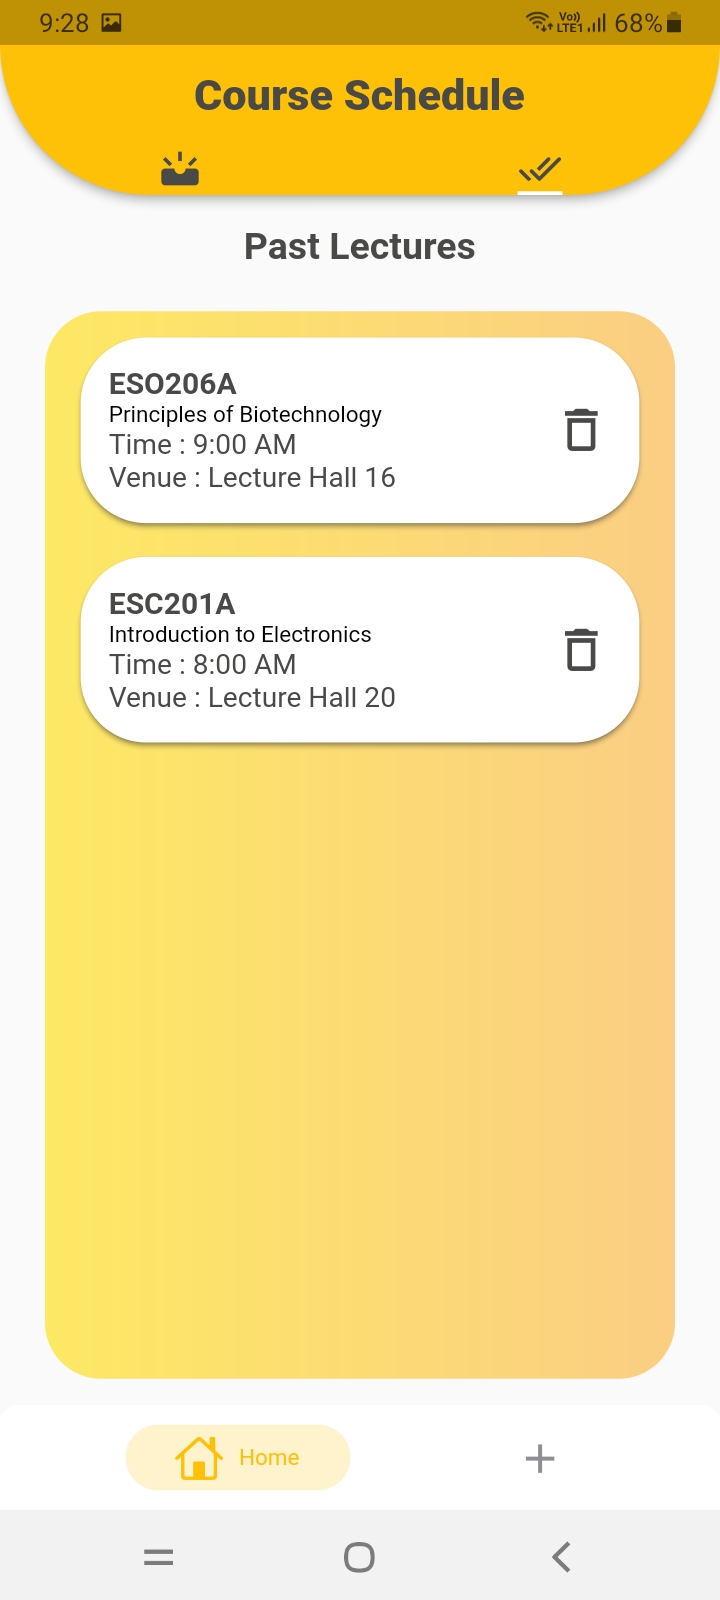 9:28 Vo)) LTE1 68%
Course Schedule
Past Lectures
ESO206A
Principles of Biotechnology
Time : 9:00 AM
Venue : Lecture Hall 16
ESC201A
Introduction to Electronics
Time : 8:00 AM
Venue : Lecture Hall 20
Home